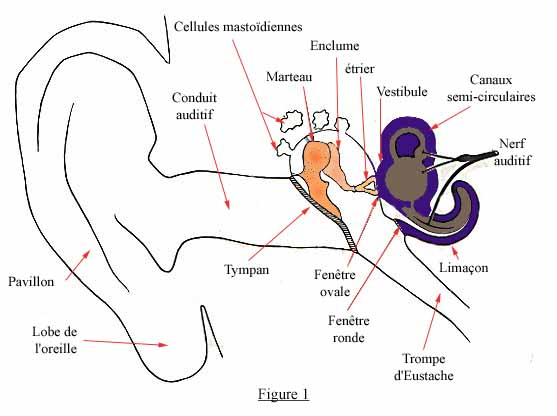 Cellules mastoïdiennes
Enclume
étrier
Marteau
Canaux
semi-circulaires
Vestibule
Conduit
auditif
Nerf
auditif
Pavillon
Tympan
Fenêtre
ovale
Limaçon
Fenêtre
ronde
Lobe de
l'oreille
Trompe
d'Eustache
Figure 1